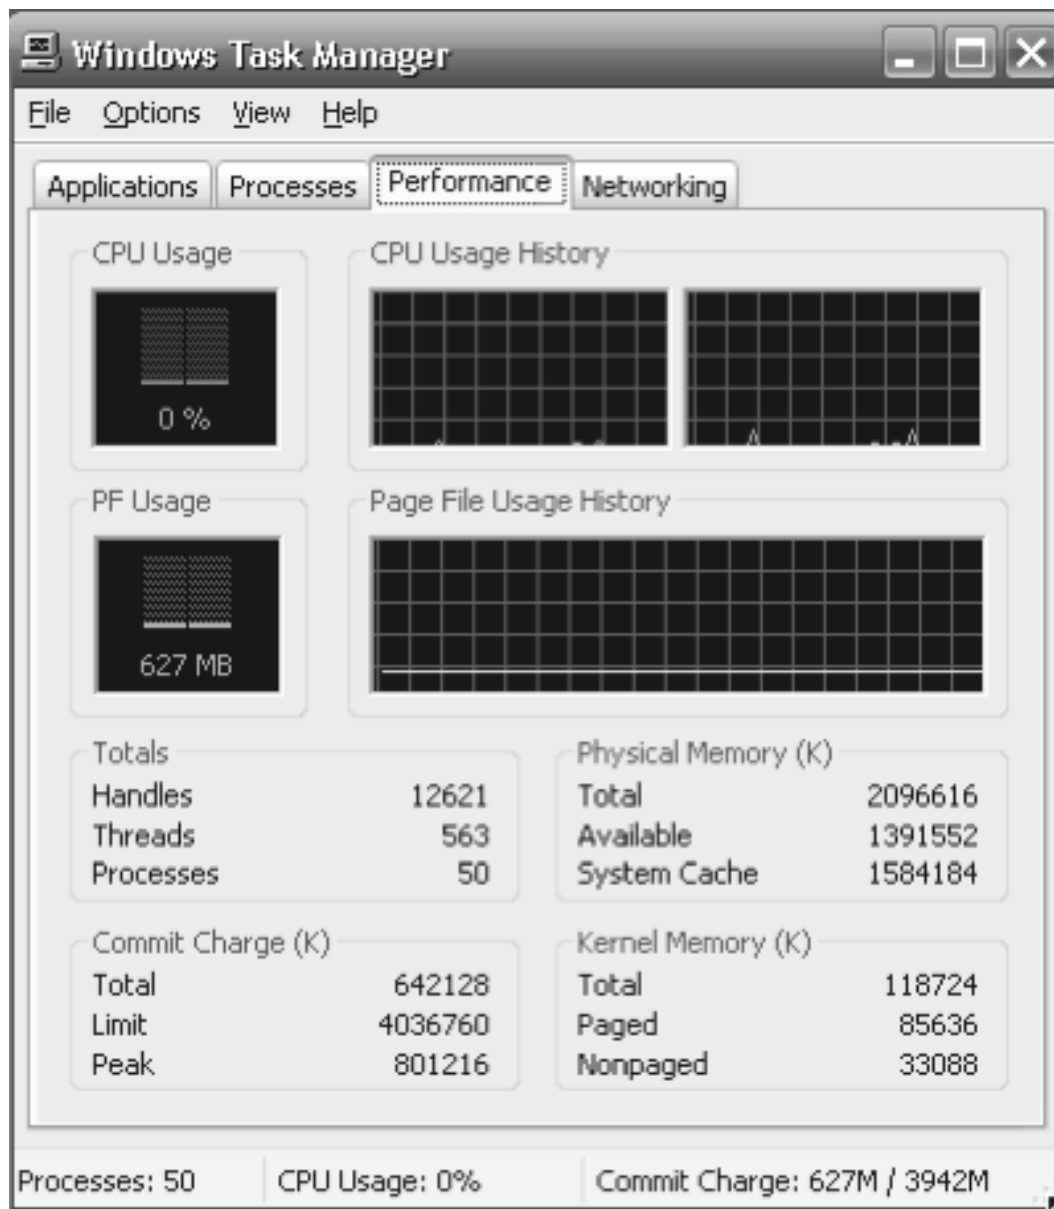 Windows Task Manager
File Options View Help
Applications Processes Performance Networking
CPU Usage CPU Usage History
0 %
PF Usage Page File Usage History
627 MB
Totals
Handles 12621
Threads 563
Processes 50
Physical Memory (K)
Total 2096616
Available 1391552
System Cache 1584184
Commit Charge (K)
Total 642128
Limit 4036760
Peak 801216
Kernel Memory (K)
Total 118724
Paged 85636
Nonpaged 33088
Processes: 50 CPU Usage: 0% Commit Charge: 627M / 3942M